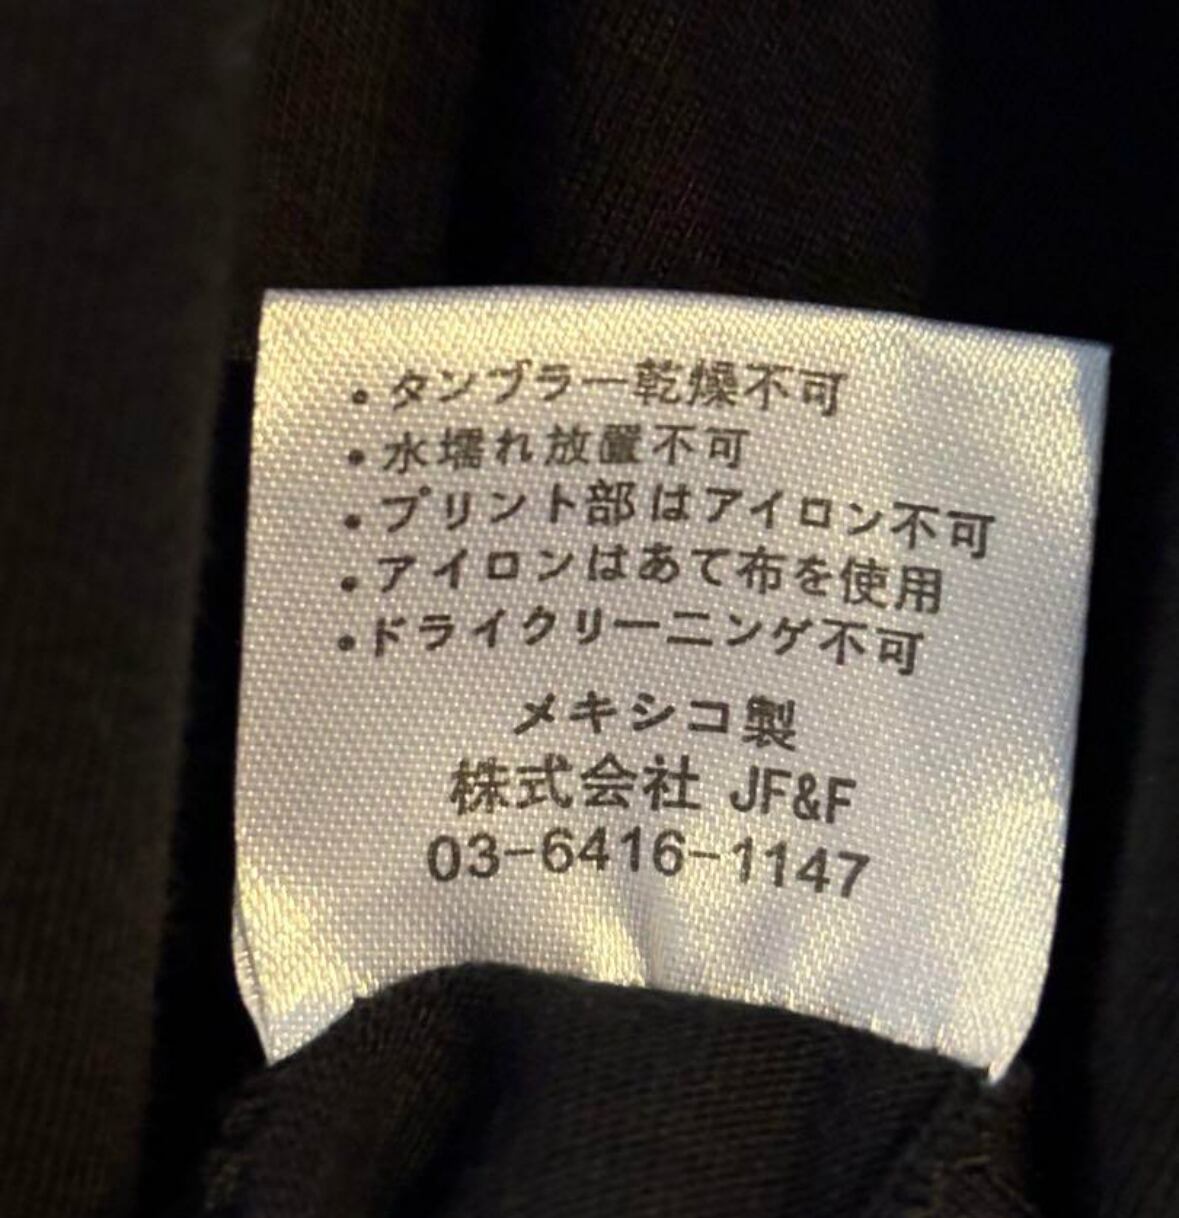 ・タンブラー乾燥不可
・水濡れ放置不可
・プリント部はアイロン不可
・アイロンはあて布を使用
・ドライクリーニング不可
メキシコ製
株式会社 JF&F
03-6416-1147